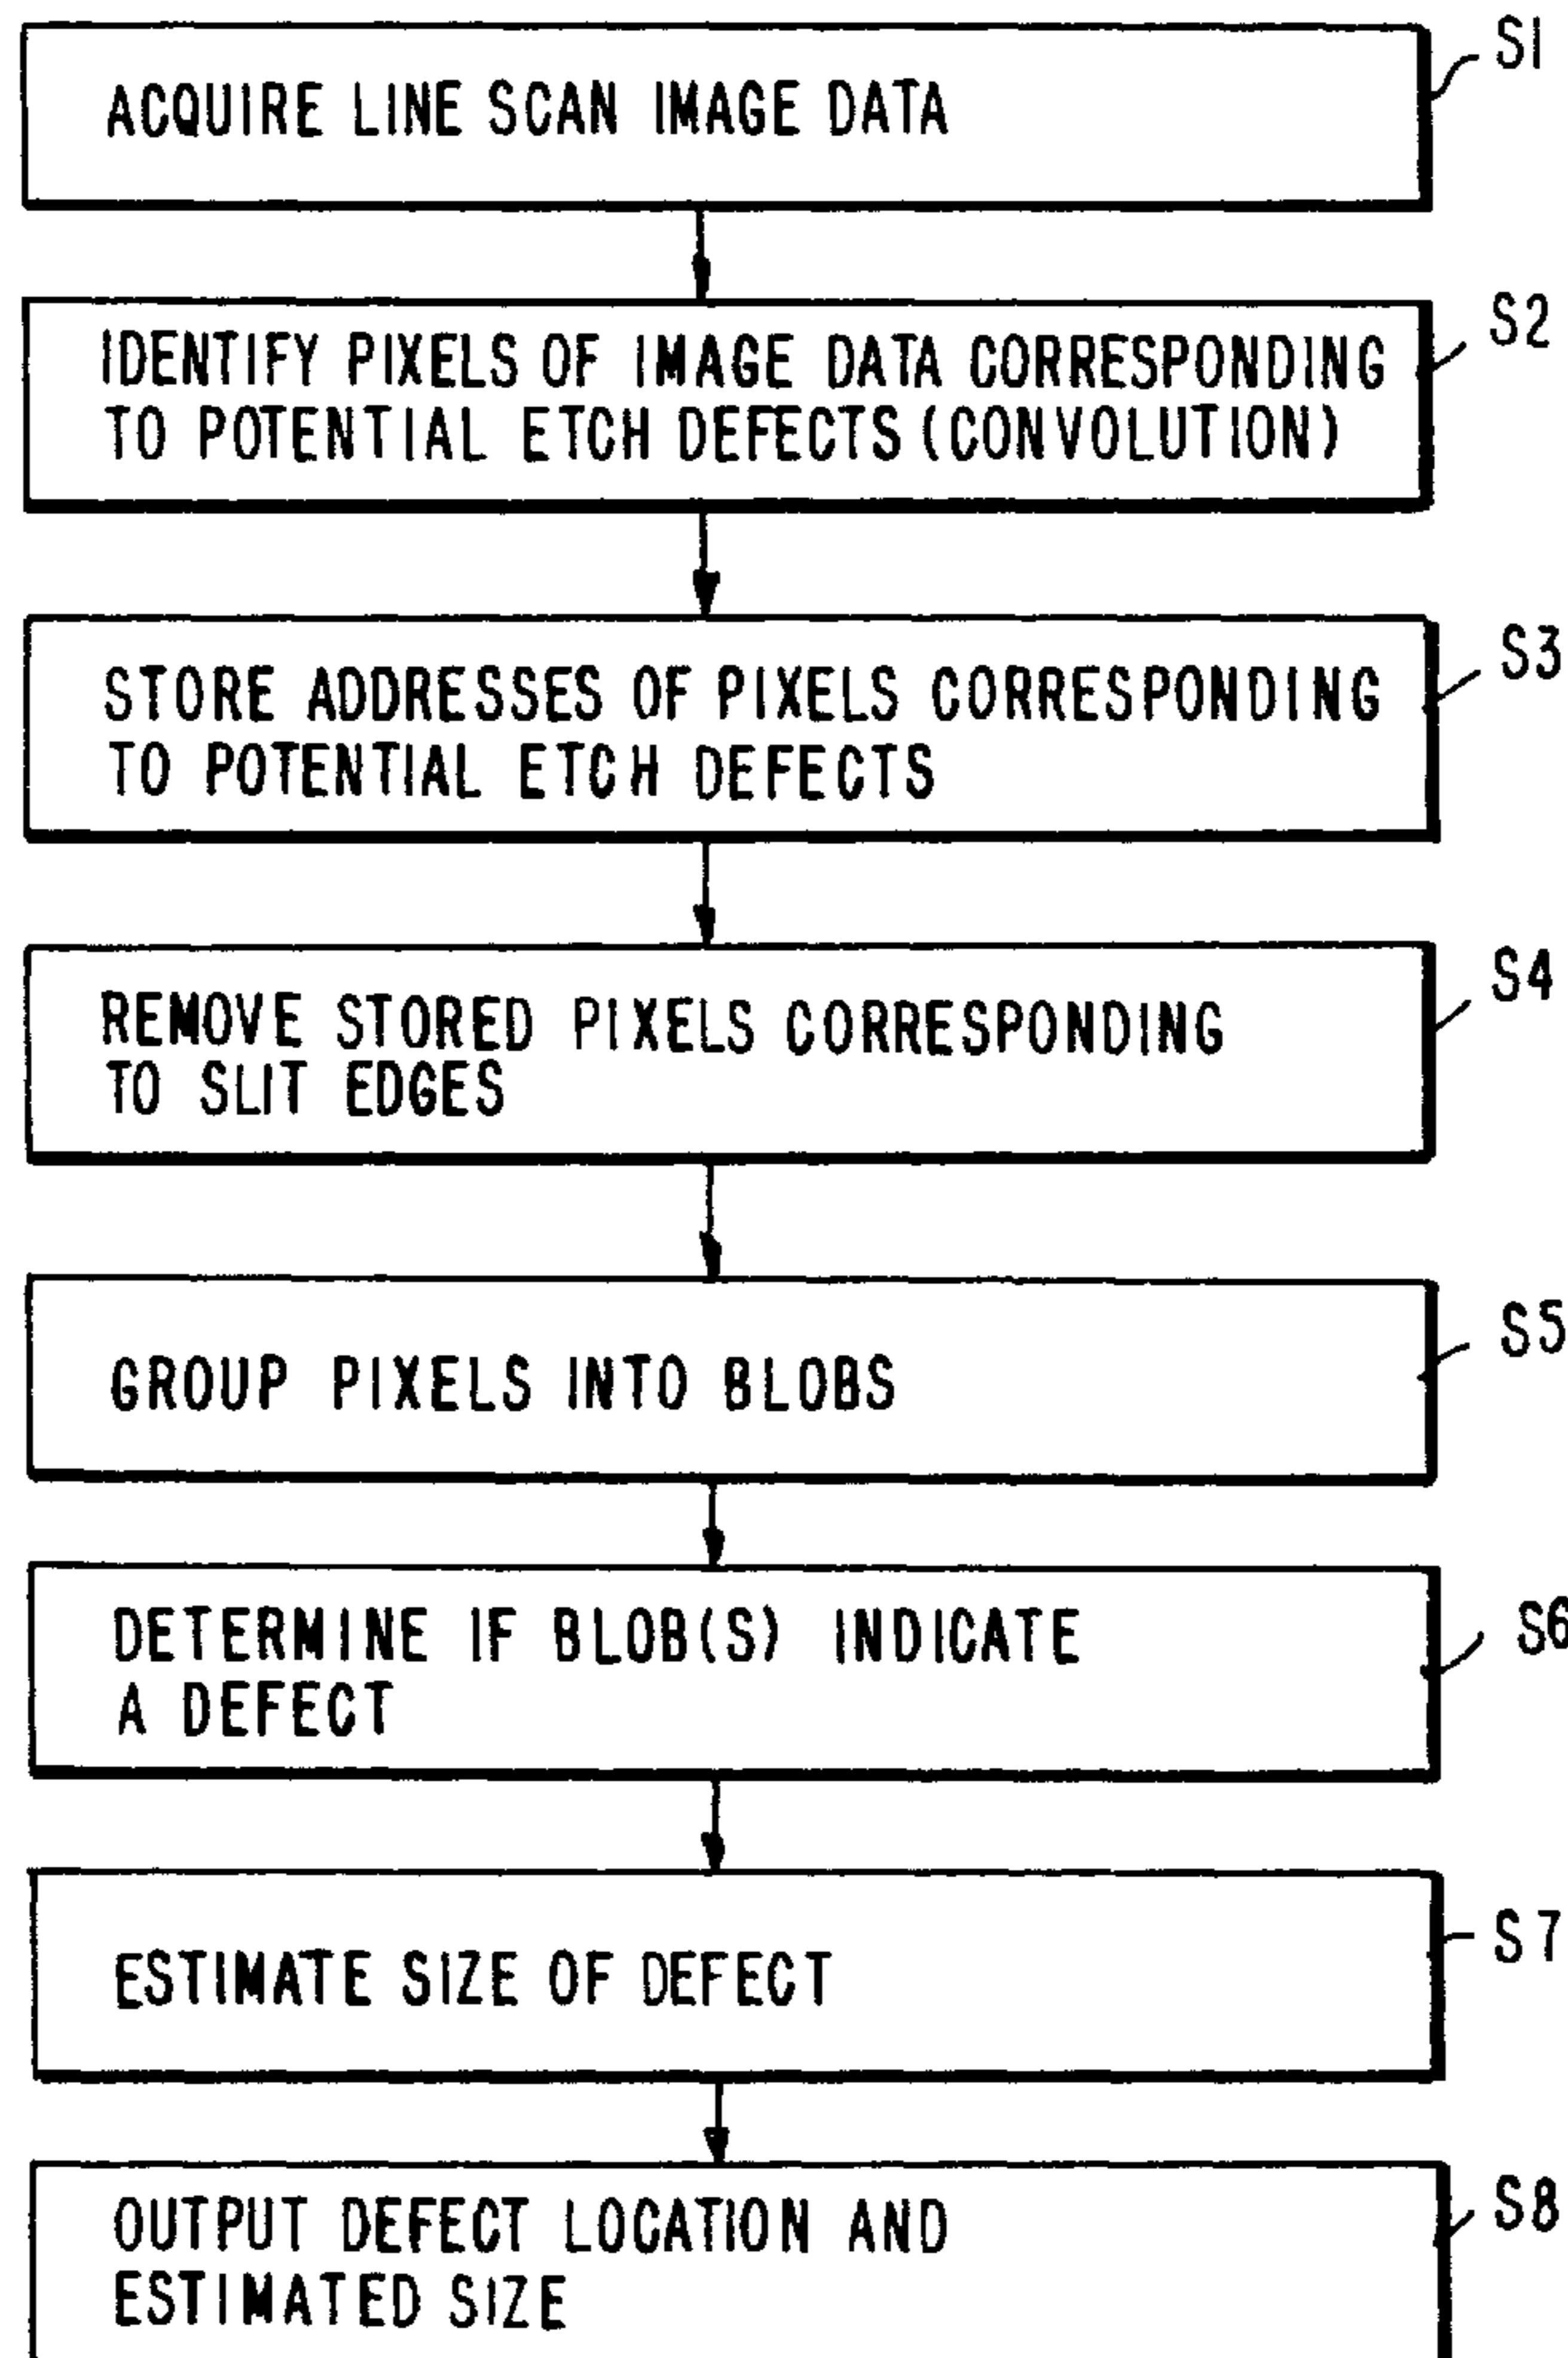 S1
ACQUIRE LINE SCAN IMAGE DATA
S2
IDENTIFY PIXELS OF IMAGE DATA CORRESPONDING
TO POTENTIAL ETCH DEFECTS (CONVOLUTION)
S3
STORE ADDRESSES OF PIXELS CORRESPONDING
TO POTENTIAL ETCH DEFECTS
S4
REMOVE STORED PIXELS CORRESPONDING
TO SLIT EDGES
S5
GROUP PIXELS INTO BLOBS
S6
DETERMINE IF BLOB(S) INDICATE
A DEFECT
S7
ESTIMATE SIZE OF DEFECT
S8
OUTPUT DEFECT LOCATION AND
ESTIMATED SIZE